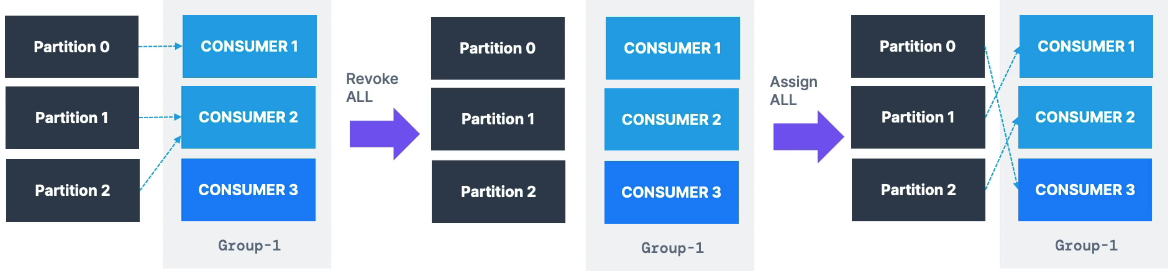 Partition 0
CONSUMER 1
Partition 1
CONSUMER 2
Partition 2
CONSUMER 3
Group-1
Revoke
ALL
Partition 0
CONSUMER 1
Partition 1
CONSUMER 2
Partition 2
CONSUMER 3
Group-1
Assign
ALL
Partition 0
CONSUMER 1
Partition 1
CONSUMER 2
Partition 2
CONSUMER 3
Group-1